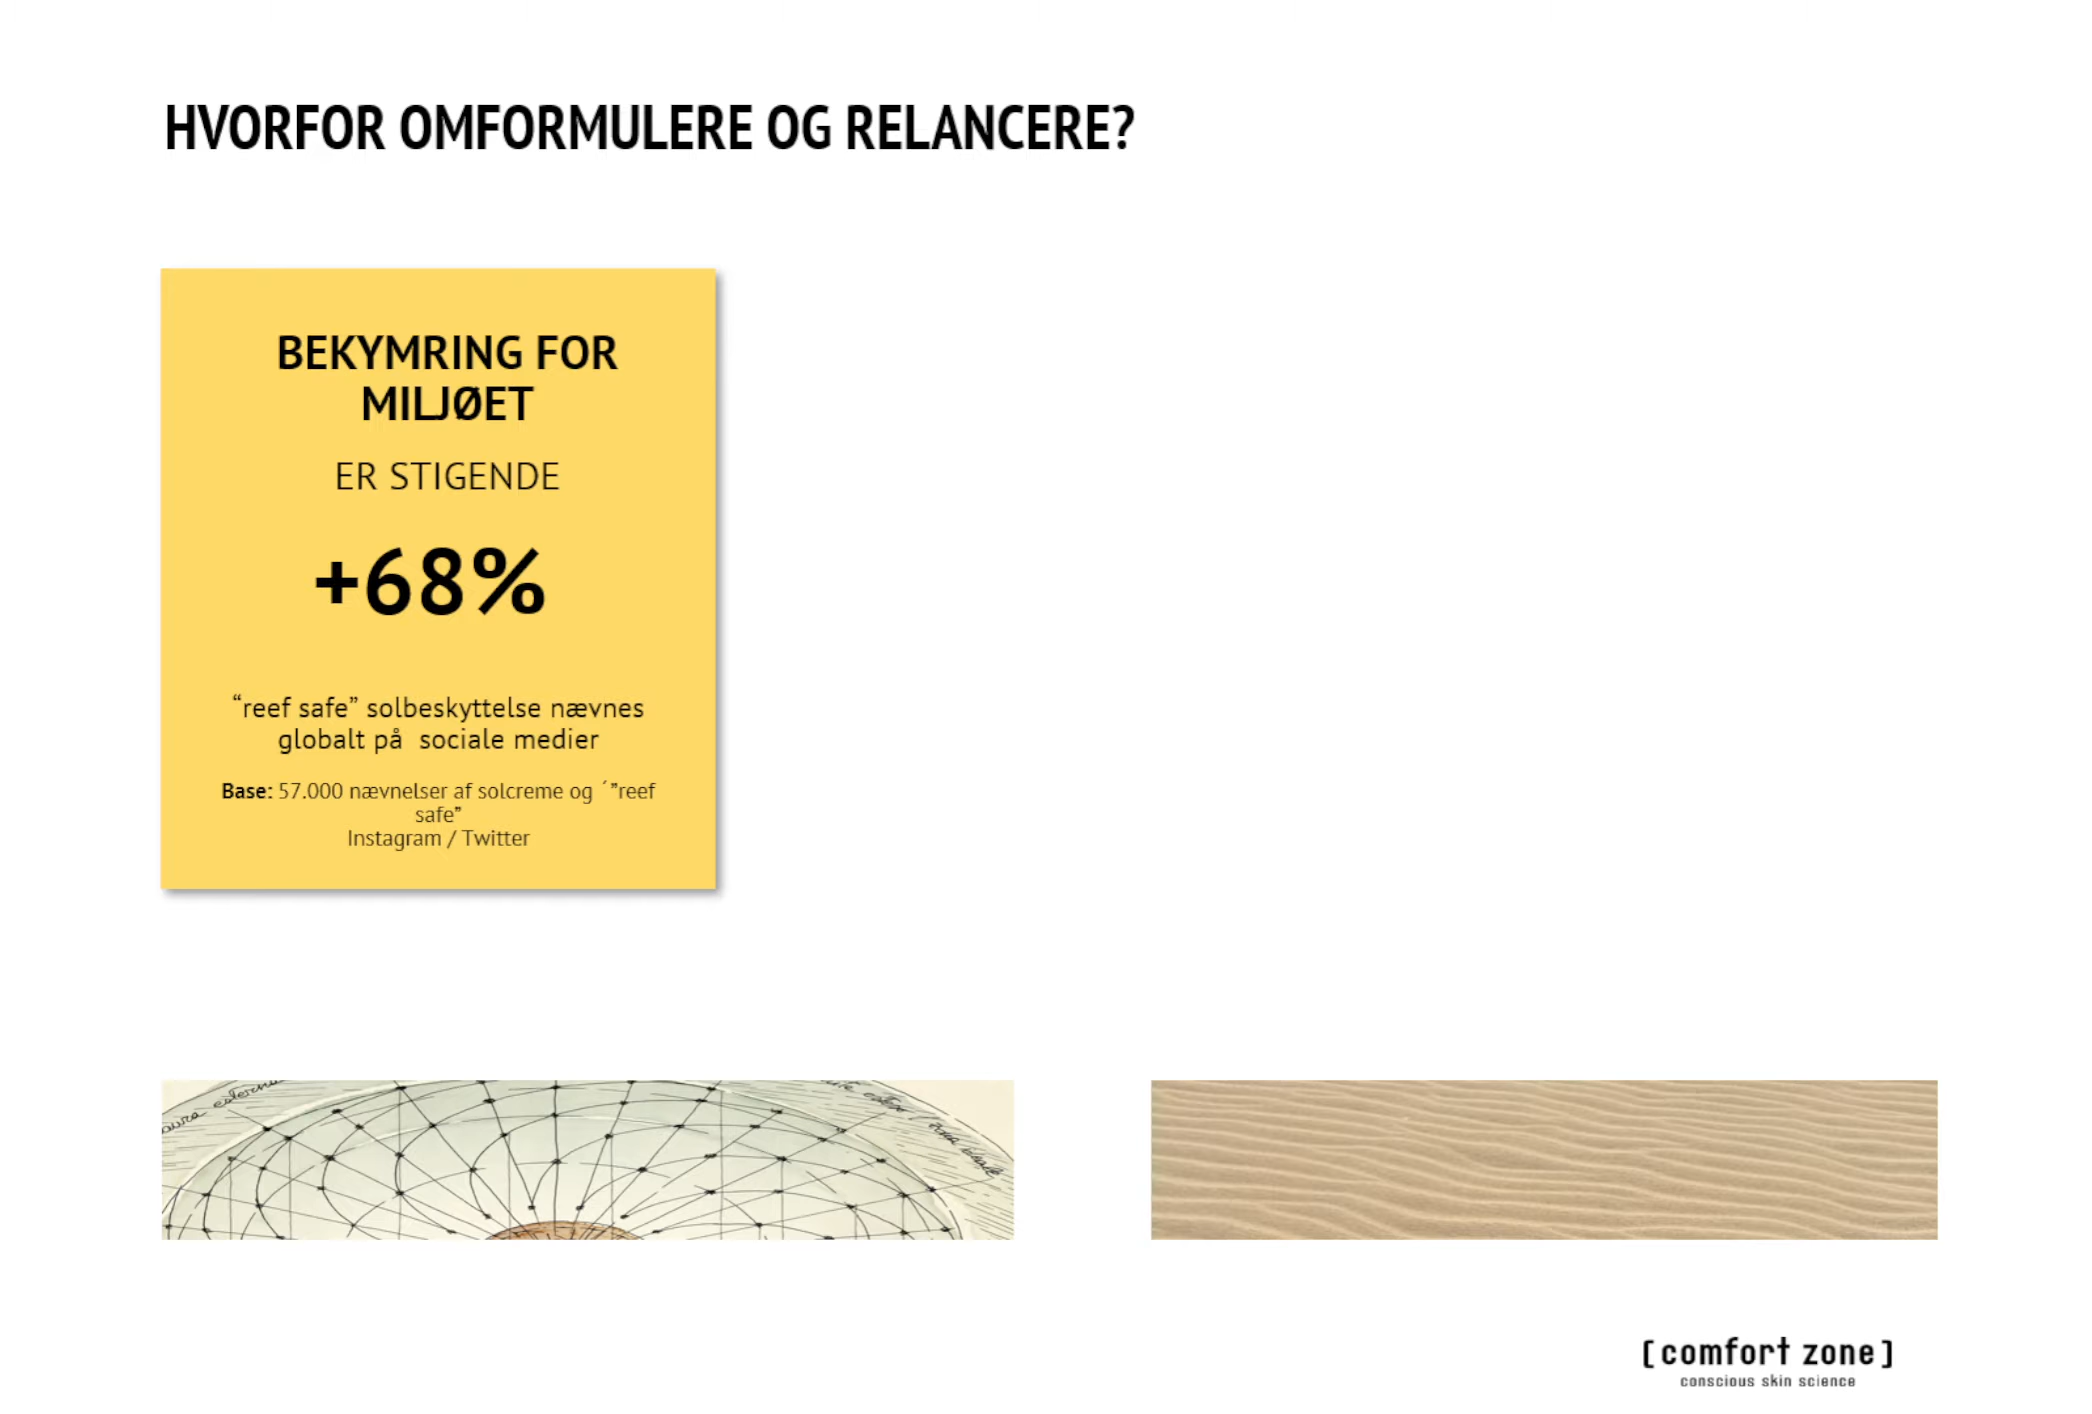 HVORFOR OMFORMULERE OG RELANCERE?
BEKYMRING FOR
MILJØET
ER STIGENDE
+68%
“reef safe” solbeskyttelse nævnes
globalt på  sociale medier
Base: 57.000 nævnelser af solcreme og ´”reef
safe”
Instagram / Twitter
[ comfort zone ]
conscious skin science